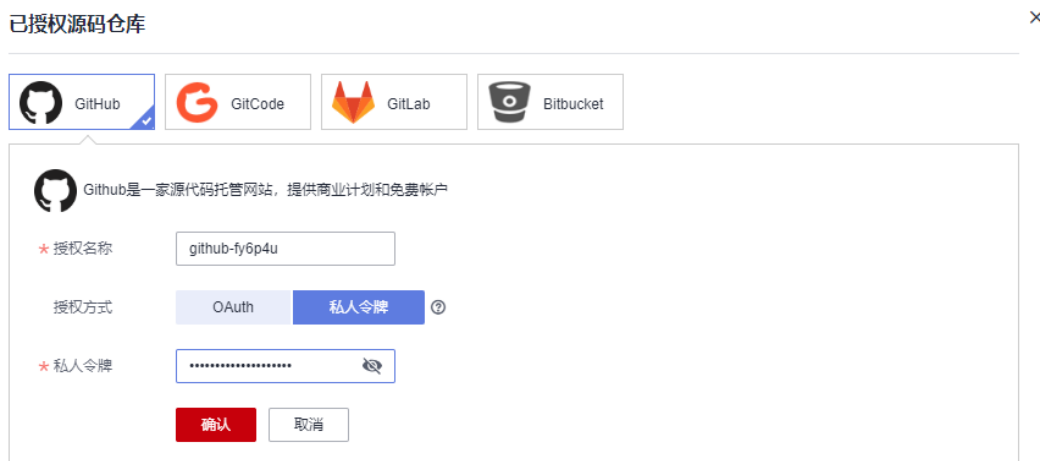 已授权源码仓库
GitHub GitCode GitLab Bitbucket
Github是一家源代码托管网站，提供商业计划和免费帐户
* 授权名称 github-fy6p4u
授权方式 OAuth 私人令牌 ?
* 私人令牌 ••••••••••••••••••••
确认 取消